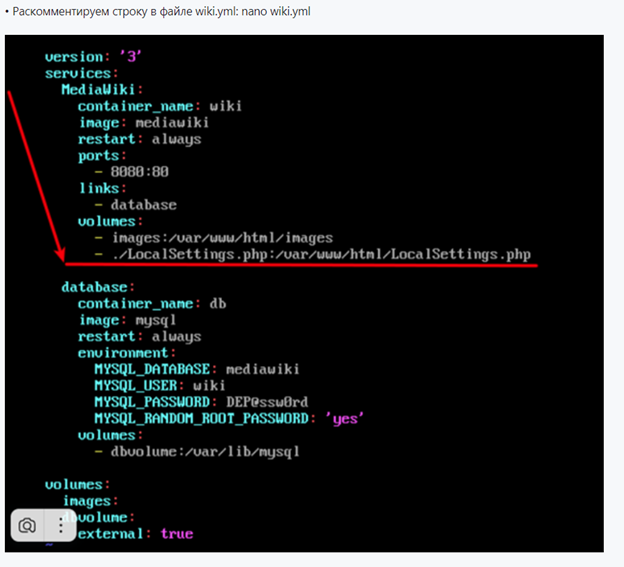 • Раскомментируем строку в файле wiki.yml: nano wiki.yml
version: '3'
services:
MediaWiki:
container_name: wiki
image: mediawiki
restart: always
ports:
- 8080:80
links:
- database
volumes:
- images:/var/www/html/images
- ./LocalSettings.php:/var/www/html/LocalSettings.php
database:
container_name: db
image: mysql
restart: always
environment:
MYSQL_DATABASE: mediawiki
MYSQL_USER: wiki
MYSQL_PASSWORD: DEP@ssw0rd
MYSQL_RANDOM_ROOT_PASSWORD: 'yes'
volumes:
- dbvolume:/var/lib/mysql
volumes:
images:
bvolume:
external: true
~